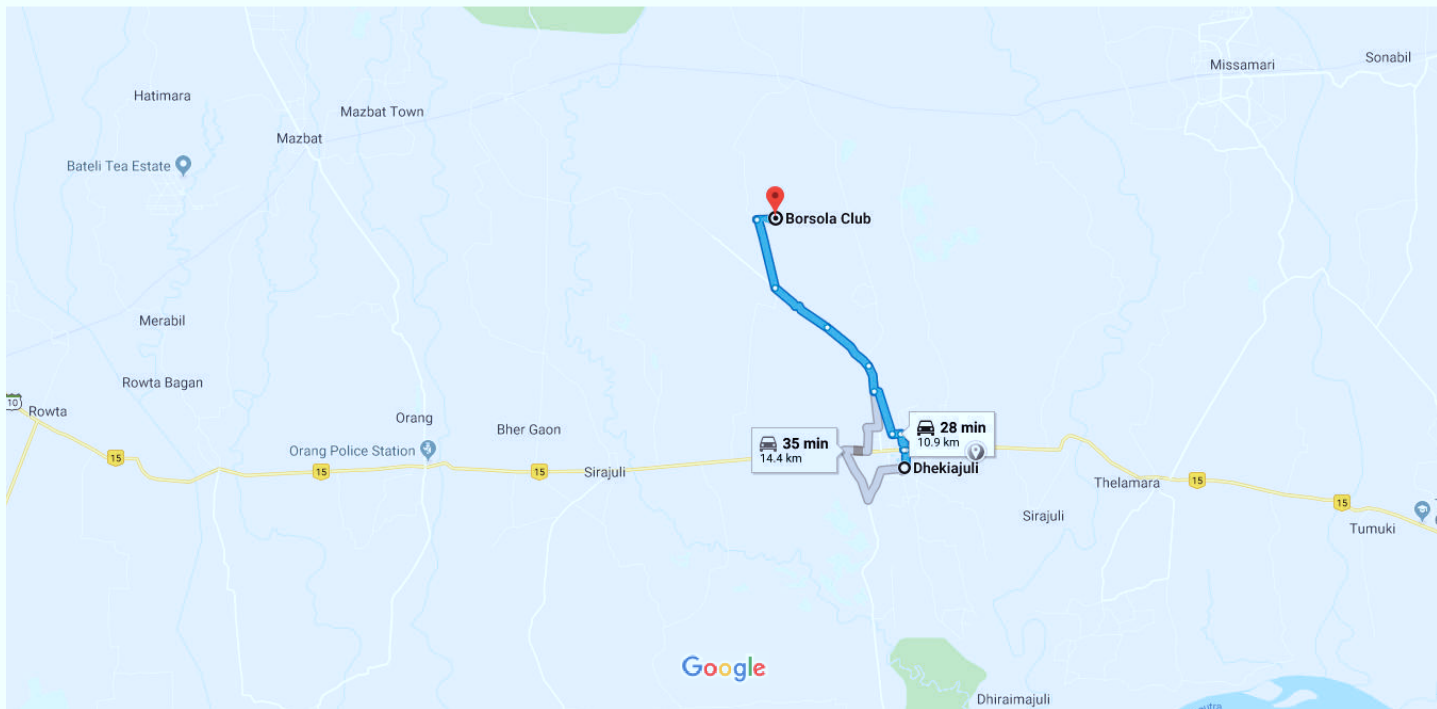 Missamari
Sonabil
Hatimara
Mazbat Town
Mazbat
Bateli Tea Estate
Borsola Club
Merabil
Rowta Bagan
10
Rowta
Orang
Bher Gaon
28 min
10.9 km
35 min
14.4 km
Orang Police Station
15
15
15
Sirajuli
Dhekiajuli
Thelamara
15
15
Sirajuli
Tumuki
Google
Dhiraimajuli